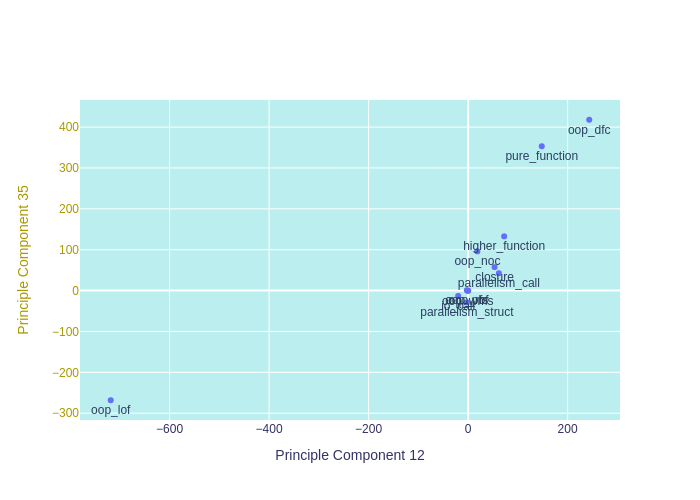 400
300
200
100
0
−100
−200
−300
−600
−400
−200
0
200
Principle Component 12
Principle Component 35
oop_dfc
pure_function
higher_function
oop_noc
closure
parallelism_call
parallelism_struct
oop_lof